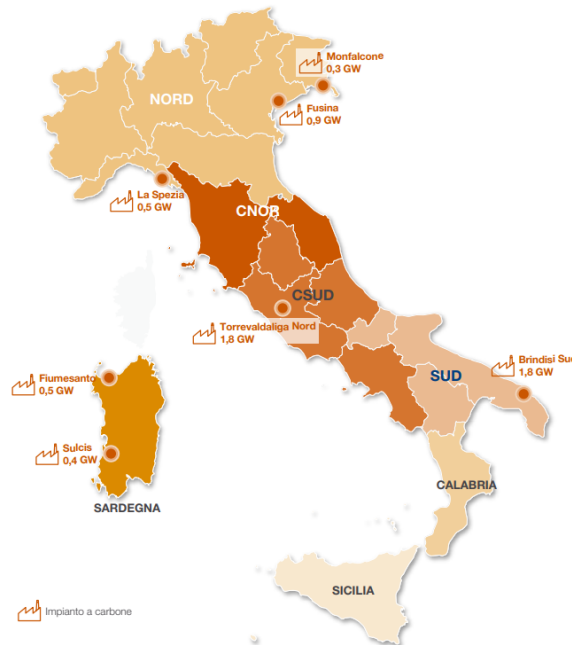 Monfalcone
0,3 GW
NORD
Fusina
0,9 GW
La Spezia
0,5 GW
CNOR
CSUD
Torrevaldaliga Nord
1,8 GW
Brindisi Sud
1,8 GW
SUD
Fiumesanto
0,5 GW
Sulcis
0,4 GW
CALABRIA
SARDEGNA
SICILIA
Impianto a carbone